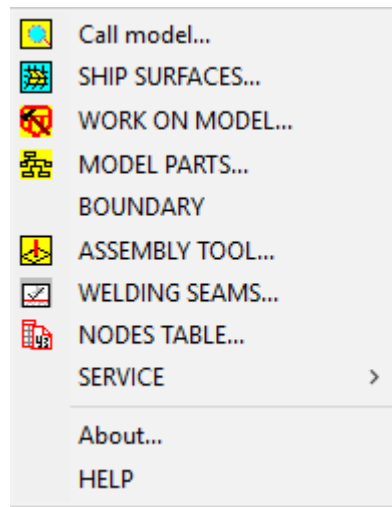 Call model...
SHIP SURFACES...
WORK ON MODEL...
MODEL PARTS...
BOUNDARY
ASSEMBLY TOOL...
WELDING SEAMS...
NODES TABLE...
SERVICE
About...
HELP